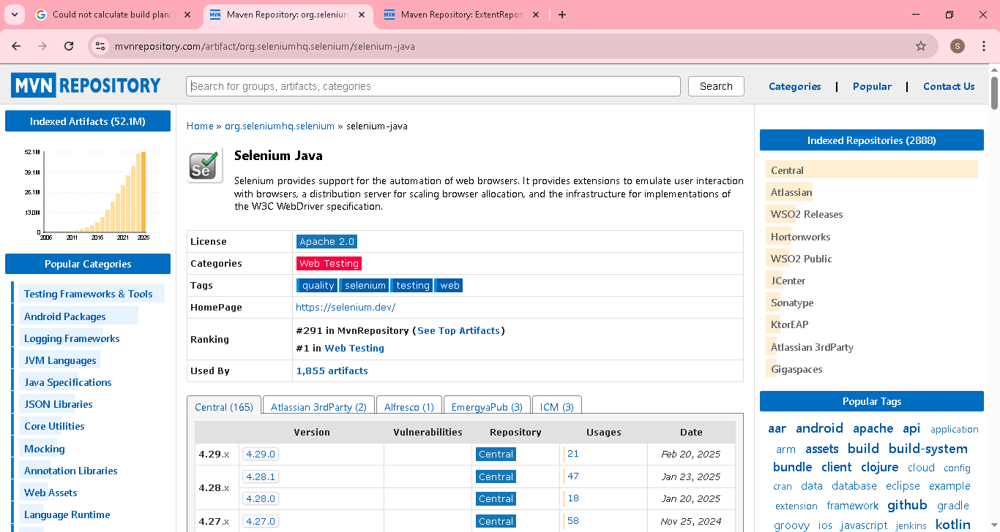 Could not calculate build plan:
Maven Repository: org.selenium
Maven Repository: ExtentRepor
mvnrepository.com/artifact/org.seleniumhq.selenium/selenium-java
S
MVN REPOSITORY
Search for groups, artifacts, categories
Search
Categories | Popular | Contact Us
Indexed Artifacts (52.1M)
52.1M
39.1M
26.1M
13.0M
0
2006 2011 2016 2021 2025
Popular Categories
Testing Frameworks & Tools
Android Packages
Logging Frameworks
JVM Languages
Java Specifications
JSON Libraries
Core Utilities
Mocking
Annotation Libraries
Web Assets
Language Runtime
Home » org.seleniumhq.selenium » selenium-java
Se
Selenium Java
Selenium provides support for the automation of web browsers. It provides extensions to emulate user interaction
with browsers, a distribution server for scaling browser allocation, and the infrastructure for implementations of
the W3C WebDriver specification.
License Apache 2.0
Categories Web Testing
Tags quality selenium testing web
HomePage https://selenium.dev/
Ranking #291 in MvnRepository (See Top Artifacts)
#1 in Web Testing
Used By 1,855 artifacts
Central (165) Atlassian 3rdParty (2) Alfresco (1) EmergyaPub (3) ICM (3)
Version Vulnerabilities Repository Usages Date
4.29.x 4.29.0 Central 21 Feb 20, 2025
4.28.x 4.28.1 Central 47 Jan 23, 2025
4.28.0 Central 18 Jan 20, 2025
4.27.x 4.27.0 Central 58 Nov 25, 2024
Indexed Repositories (2888)
Central
Atlassian
WSO2 Releases
Hortonworks
WSO2 Public
JCenter
Sonatype
KtorEAP
Atlassian 3rdParty
Gigaspaces
Popular Tags
aar android apache api application
arm assets build build-system
bundle client clojure cloud config
cran data database eclipse example
extension framework github gradle
groovy ios javascript jenkins kotlin